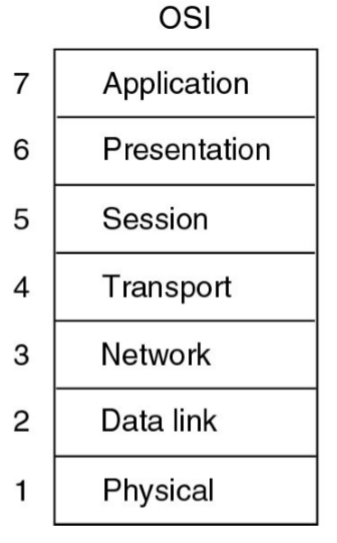 OSI
7 Application
6 Presentation
5 Session
4 Transport
3 Network
2 Data link
1 Physical